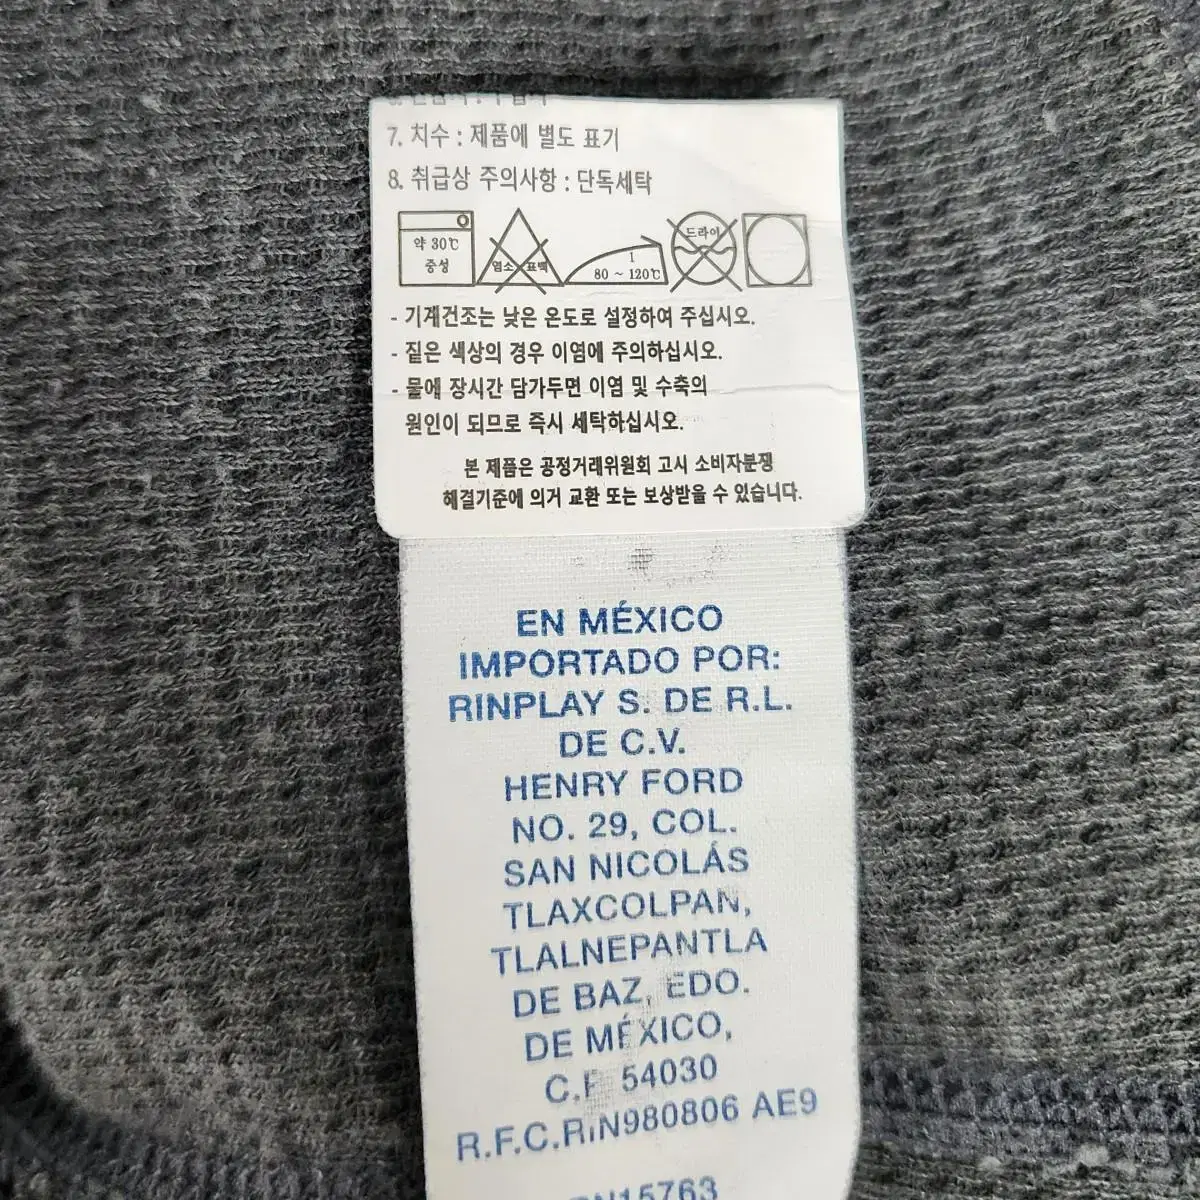 7. 치수 : 제품에 별도 표기
8. 취급상 주의사항 : 단독세탁
약 30℃
중성
염소 표백
1
80 ~ 120℃
드라이
- 기계건조는 낮은 온도로 설정하여 주십시오.
- 짙은 색상의 경우 이염에 주의하십시오.
- 물에 장시간 담가두면 이염 및 수축의
원인이 되므로 즉시 세탁하십시오.
본 제품은 공정거래위원회 고시 소비자분쟁
해결기준에 의거 교환 또는 보상받을 수 있습니다.
EN MÉXICO
IMPORTADO POR:
RINPLAY S. DE R.L.
DE C.V.
HENRY FORD
NO. 29, COL.
SAN NICOLÁS
TLAXCOLPAN,
TLALNEPANTLA
DE BAZ, EDO.
DE MÉXICO,
C.P 54030
R.F.C.RIN980806 AE9